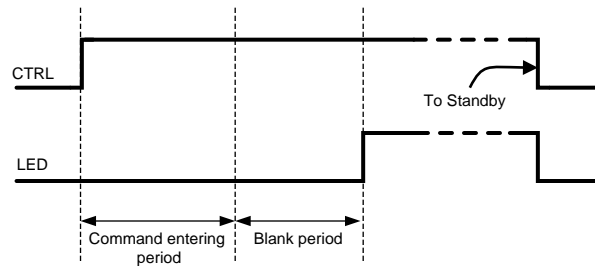 CTRL
To Standby
LED
Command entering
period
Blank period